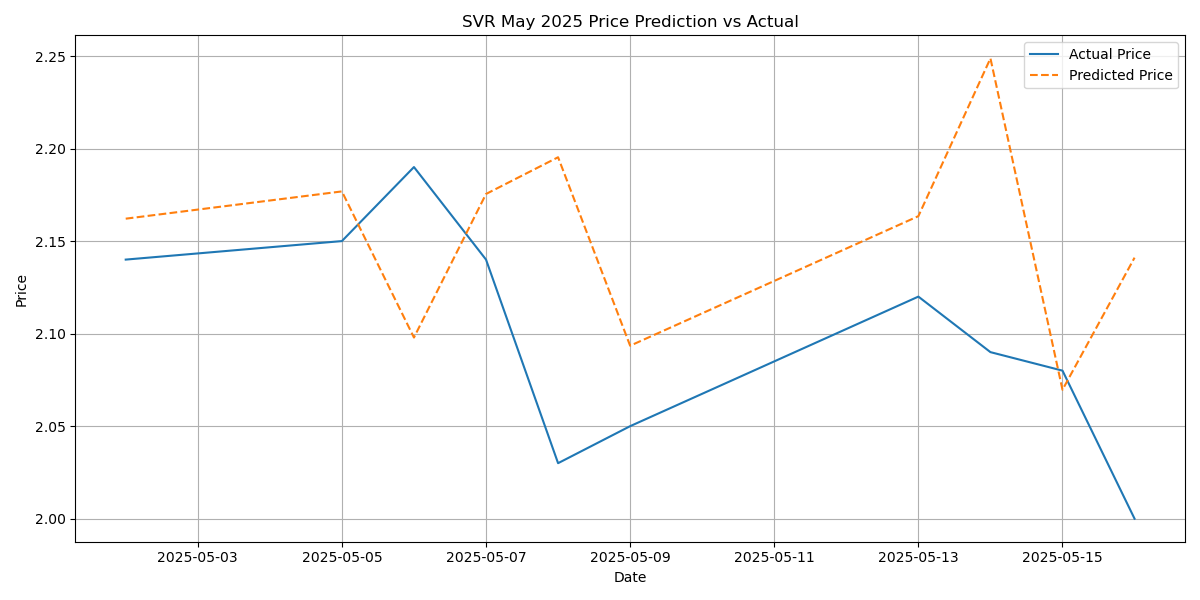 SVR May 2025 Price Prediction vs Actual
Actual Price
Predicted Price
Price
2.25
2.20
2.15
2.10
2.05
2.00
2025-05-03
2025-05-05
2025-05-07
2025-05-09
2025-05-11
2025-05-13
2025-05-15
Date